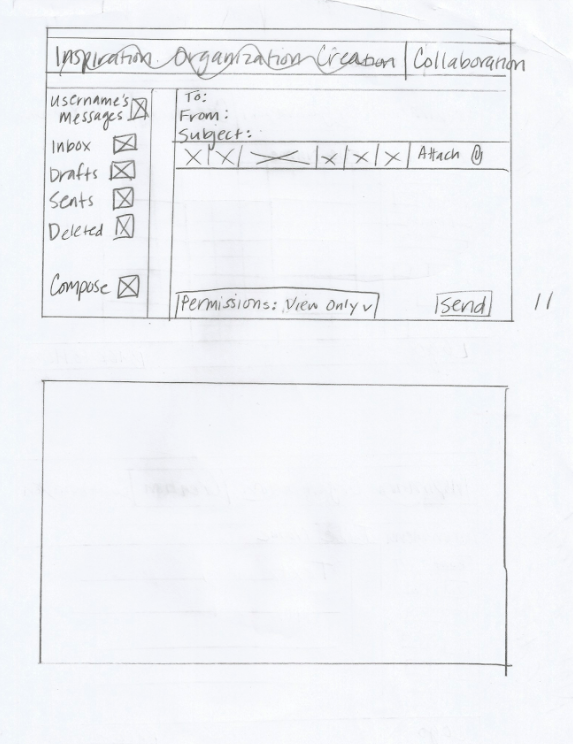 Inspiration Organization Creation Collaboration
Username's
Messages
Inbox
Drafts
Sents
Deleted
Compose
To:
From:
Subject:
Attach
Permissions: View Only
Send
11